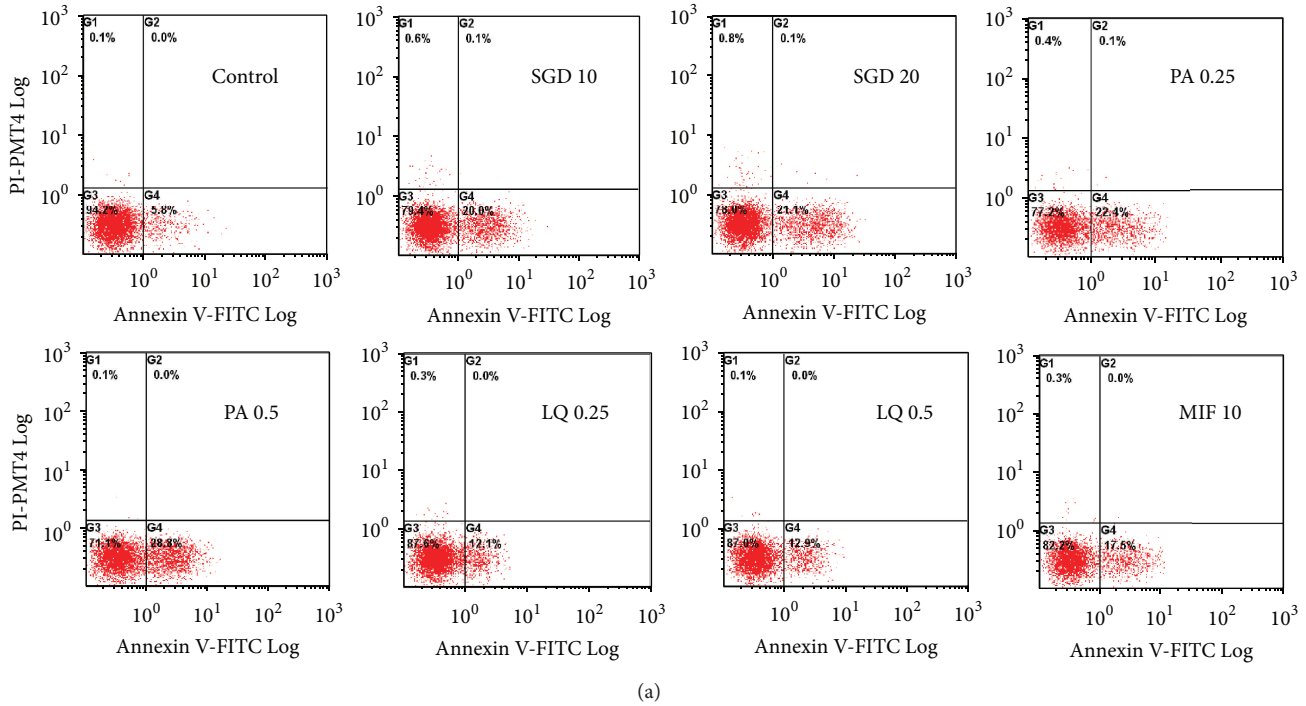 G1 0.1% G2 0.0%
Control
G3 94.2% G4 5.8%
PI-PMT4 Log
10³
10²
10¹
10⁰
10⁰ 10¹ 10² 10³
Annexin V-FITC Log
G1 0.6% G2 0.1%
SGD 10
G3 79.4% G4 20.0%
10³
10²
10¹
10⁰
10⁰ 10¹ 10² 10³
Annexin V-FITC Log
G1 0.8% G2 0.1%
SGD 20
G3 G4 21.1%
10³
10²
10¹
10⁰
10⁰ 10¹ 10² 10³
Annexin V-FITC Log
G1 0.4% G2 0.1%
PA 0.25
G3 77.2% G4 22.4%
10³
10²
10¹
10⁰
10⁰ 10¹ 10² 10³
Annexin V-FITC Log
G1 0.1% G2 0.0%
PA 0.5
G3 71.1% G4 28.8%
PI-PMT4 Log
10³
10²
10¹
10⁰
10⁰ 10¹ 10² 10³
Annexin V-FITC Log
G1 0.3% G2 0.0%
LQ 0.25
G3 87.6% G4 12.1%
10³
10²
10¹
10⁰
10⁰ 10¹ 10² 10³
Annexin V-FITC Log
G1 0.1% G2 0.0%
LQ 0.5
G3 87.0% G4 12.9%
10³
10²
10¹
10⁰
10⁰ 10¹ 10² 10³
Annexin V-FITC Log
G1 0.3% G2 0.0%
MIF 10
G3 82.2% G4 17.5%
10³
10²
10¹
10⁰
10⁰ 10¹ 10² 10³
Annexin V-FITC Log
(a)